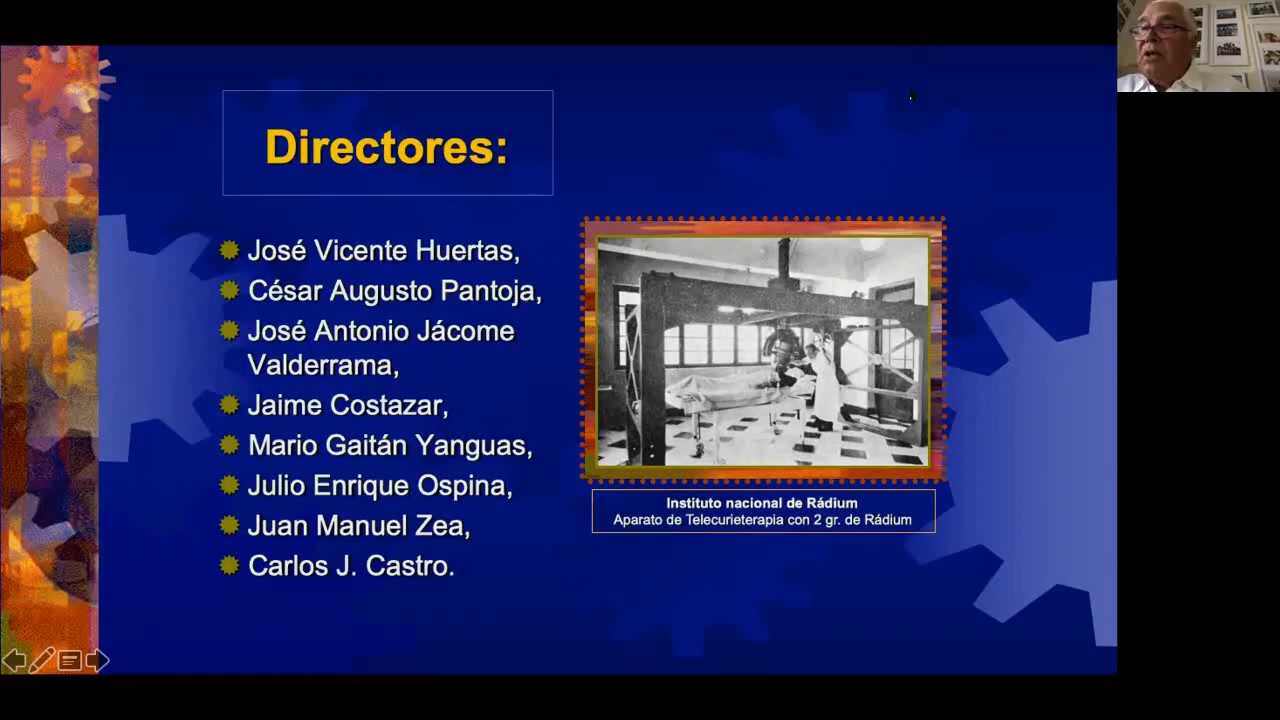 Directores:
José Vicente Huertas,
César Augusto Pantoja,
José Antonio Jácome
Valderrama,
Jaime Costazar,
Mario Gaitán Yanguas,
Julio Enrique Ospina,
Juan Manuel Zea,
Carlos J. Castro.
Instituto nacional de Rádium
Aparato de Telecurieterapia con 2 gr. de Rádium